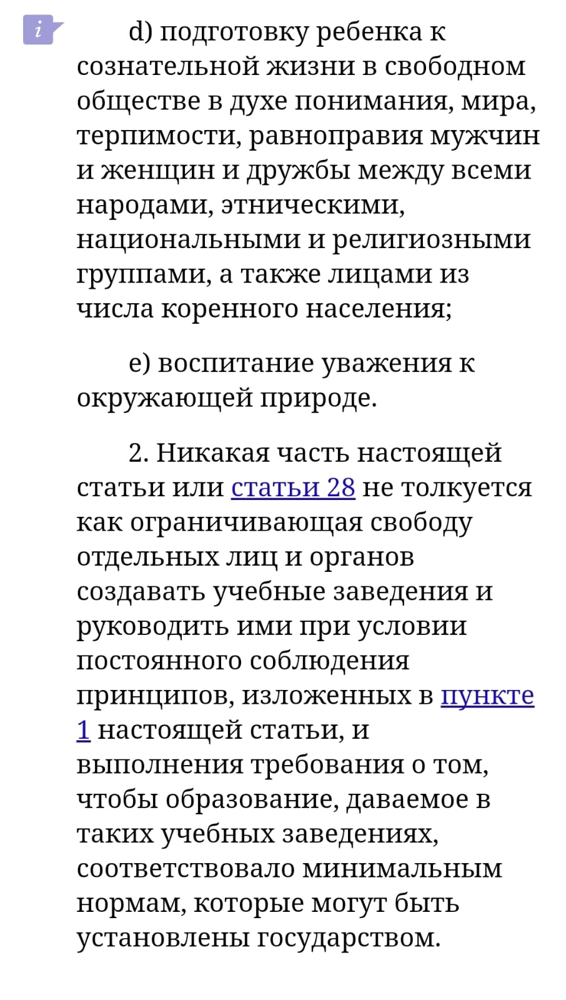 i
d) подготовку ребенка к
сознательной жизни в свободном
обществе в духе понимания, мира,
терпимости, равноправия мужчин
и женщин и дружбы между всеми
народами, этническими,
национальными и религиозными
группами, а также лицами из
числа коренного населения;
e) воспитание уважения к
окружающей природе.
2. Никакая часть настоящей
статьи или статьи 28 не толкуется
как ограничивающая свободу
отдельных лиц и органов
создавать учебные заведения и
руководить ими при условии
постоянного соблюдения
принципов, изложенных в пункте
1 настоящей статьи, и
выполнения требования о том,
чтобы образование, даваемое в
таких учебных заведениях,
соответствовало минимальным
нормам, которые могут быть
установлены государством.